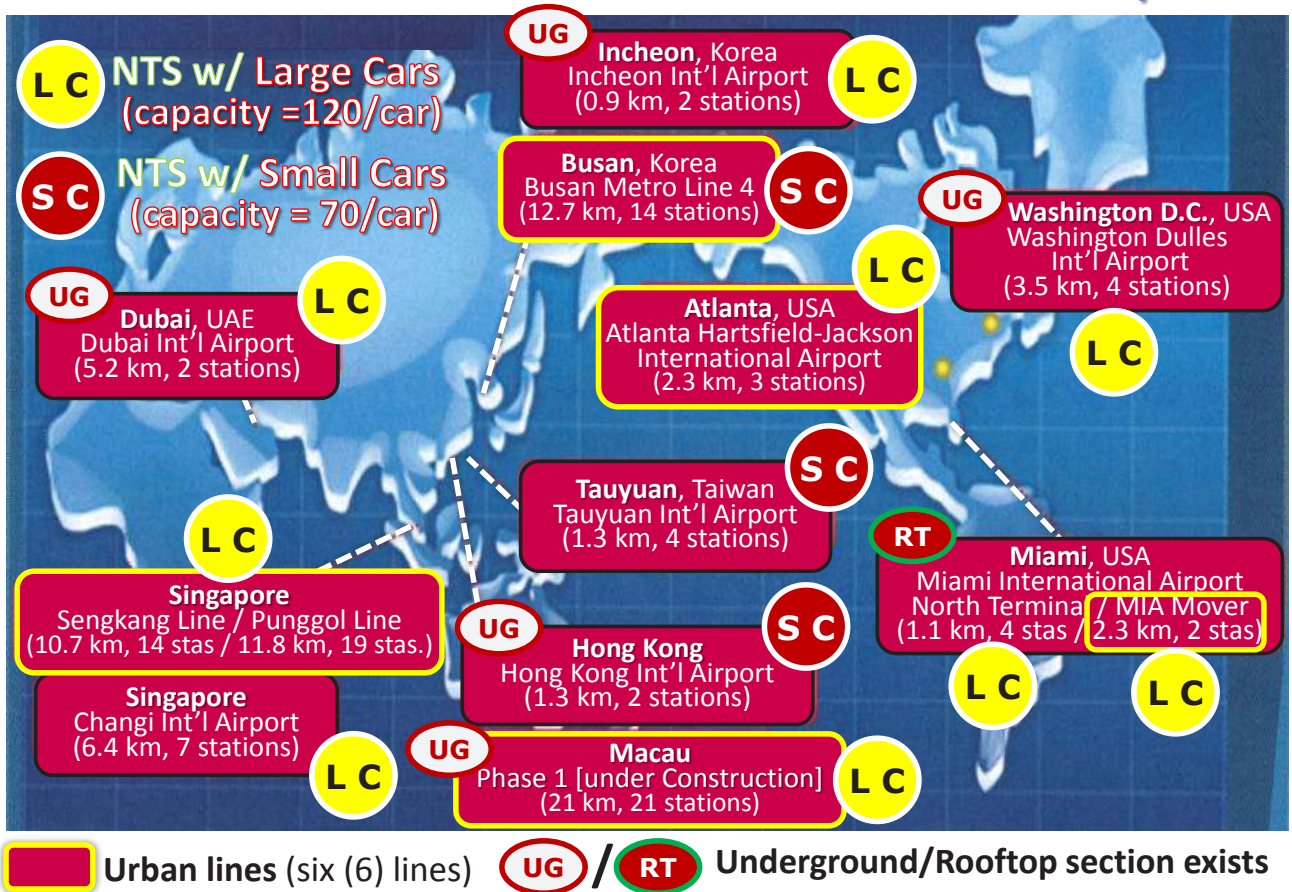 L C
NTS w/ Large Cars
(capacity =120/car)
S C
NTS w/ Small Cars
(capacity = 70/car)
UG
Incheon, Korea
Incheon Int’l Airport
(0.9 km, 2 stations)
L C
Busan, Korea
Busan Metro Line 4
(12.7 km, 14 stations)
S C
UG
Washington D.C., USA
Washington Dulles
Int’l Airport
(3.5 km, 4 stations)
L C
UG
Dubai, UAE
Dubai Int’l Airport
(5.2 km, 2 stations)
L C
L C
Atlanta, USA
Atlanta Hartsfield-Jackson
International Airport
(2.3 km, 3 stations)
S C
Tauyuan, Taiwan
Tauyuan Int’l Airport
(1.3 km, 4 stations)
RT
Miami, USA
Miami International Airport
North Terminal / MIA Mover
(1.1 km, 4 stas / 2.3 km, 2 stas)
L C
L C
L C
Singapore
Sengkang Line / Punggol Line
(10.7 km, 14 stas / 11.8 km, 19 stas.)
UG
Hong Kong
Hong Kong Int’l Airport
(1.3 km, 2 stations)
S C
Singapore
Changi Int’l Airport
(6.4 km, 7 stations)
L C
UG
Macau
Phase 1 [under Construction]
(21 km, 21 stations)
L C
Urban lines (six (6) lines)
UG / RT Underground/Rooftop section exists